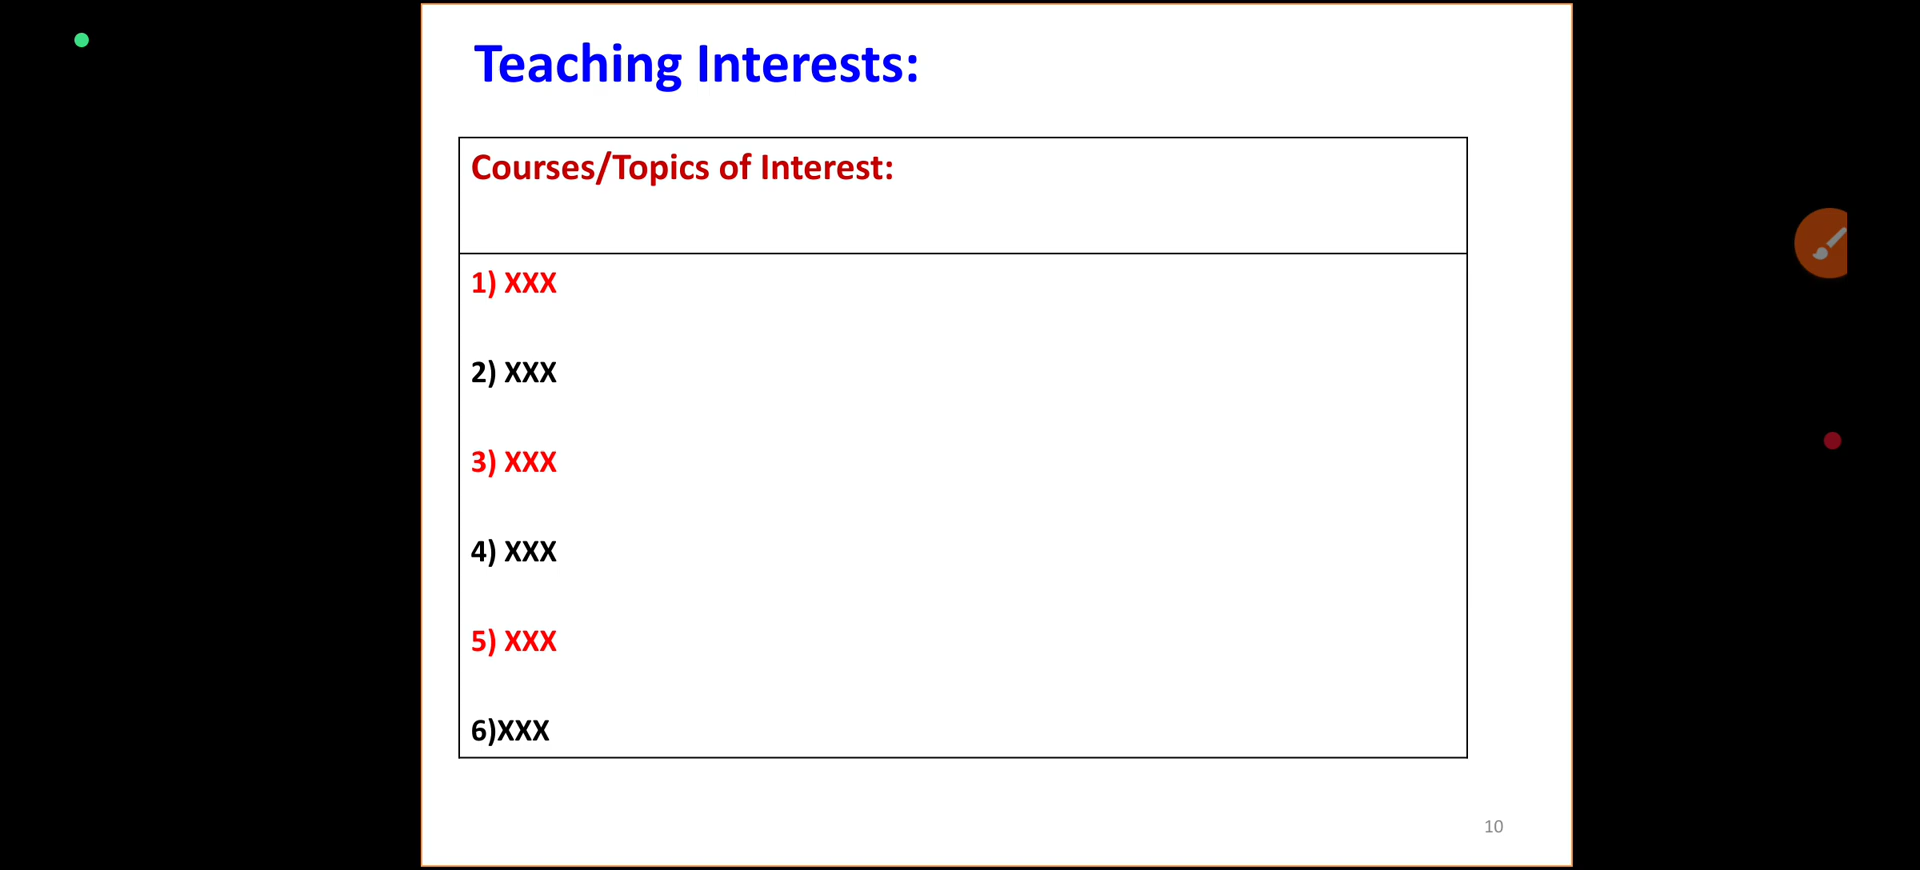 Teaching Interests:
Courses/Topics of Interest:
1) XXX
2) XXX
3) XXX
4) XXX
5) XXX
6)XXX
10